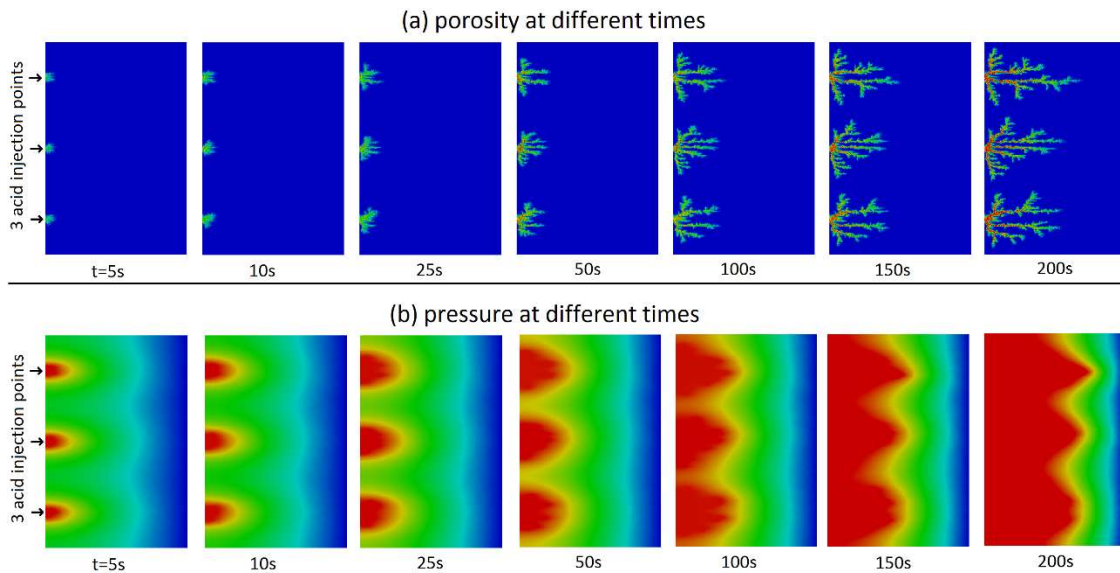 (a) porosity at different times
3 acid injection points
t=5s
10s
25s
50s
100s
150s
200s
(b) pressure at different times
3 acid injection points
t=5s
10s
25s
50s
100s
150s
200s